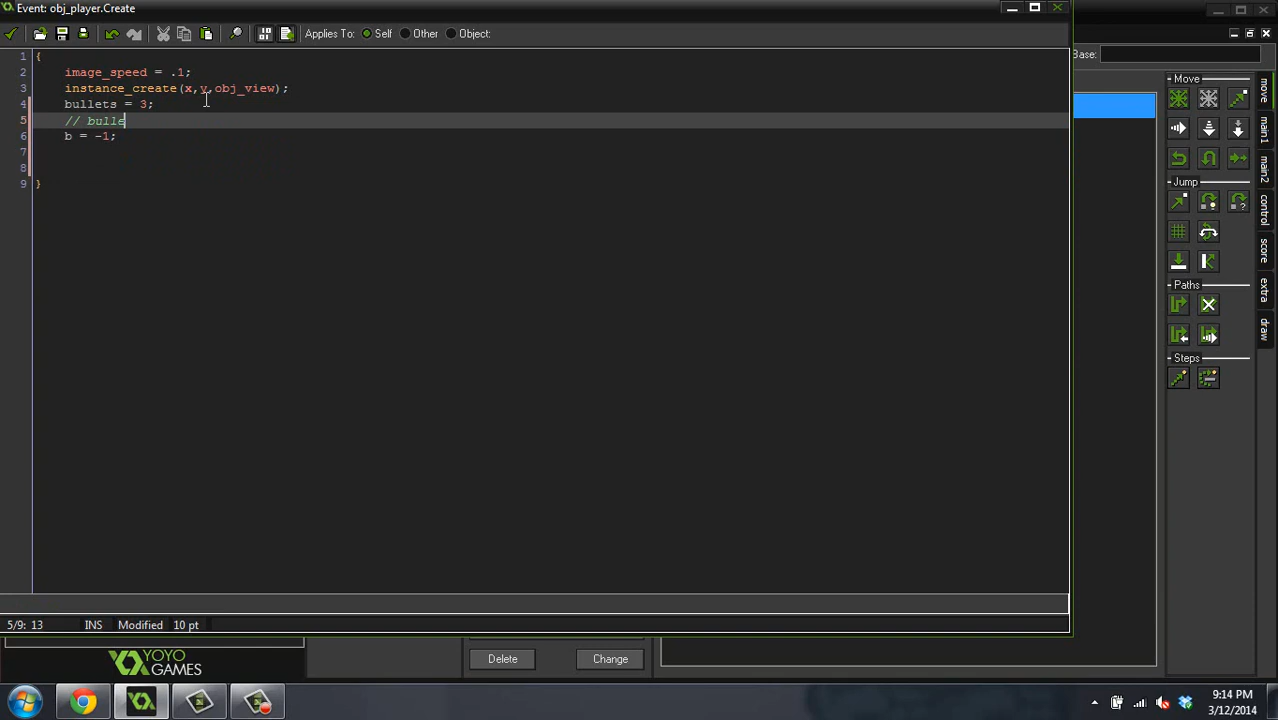 Event: obj_player.Create
Applies To: Self Other Object:
Base:
1 {
2 image_speed = .1;
3 instance_create(x,y,obj_view);
4 bullets = 3;
5 // bulle
6 b = -1;
7
8
9 }
Move
Jump
Paths
Steps
move
main1
main2
control
score
extra
draw
5/9: 13 INS Modified 10 pt
YOYO
GAMES
Delete Change
9:14 PM
3/12/2014